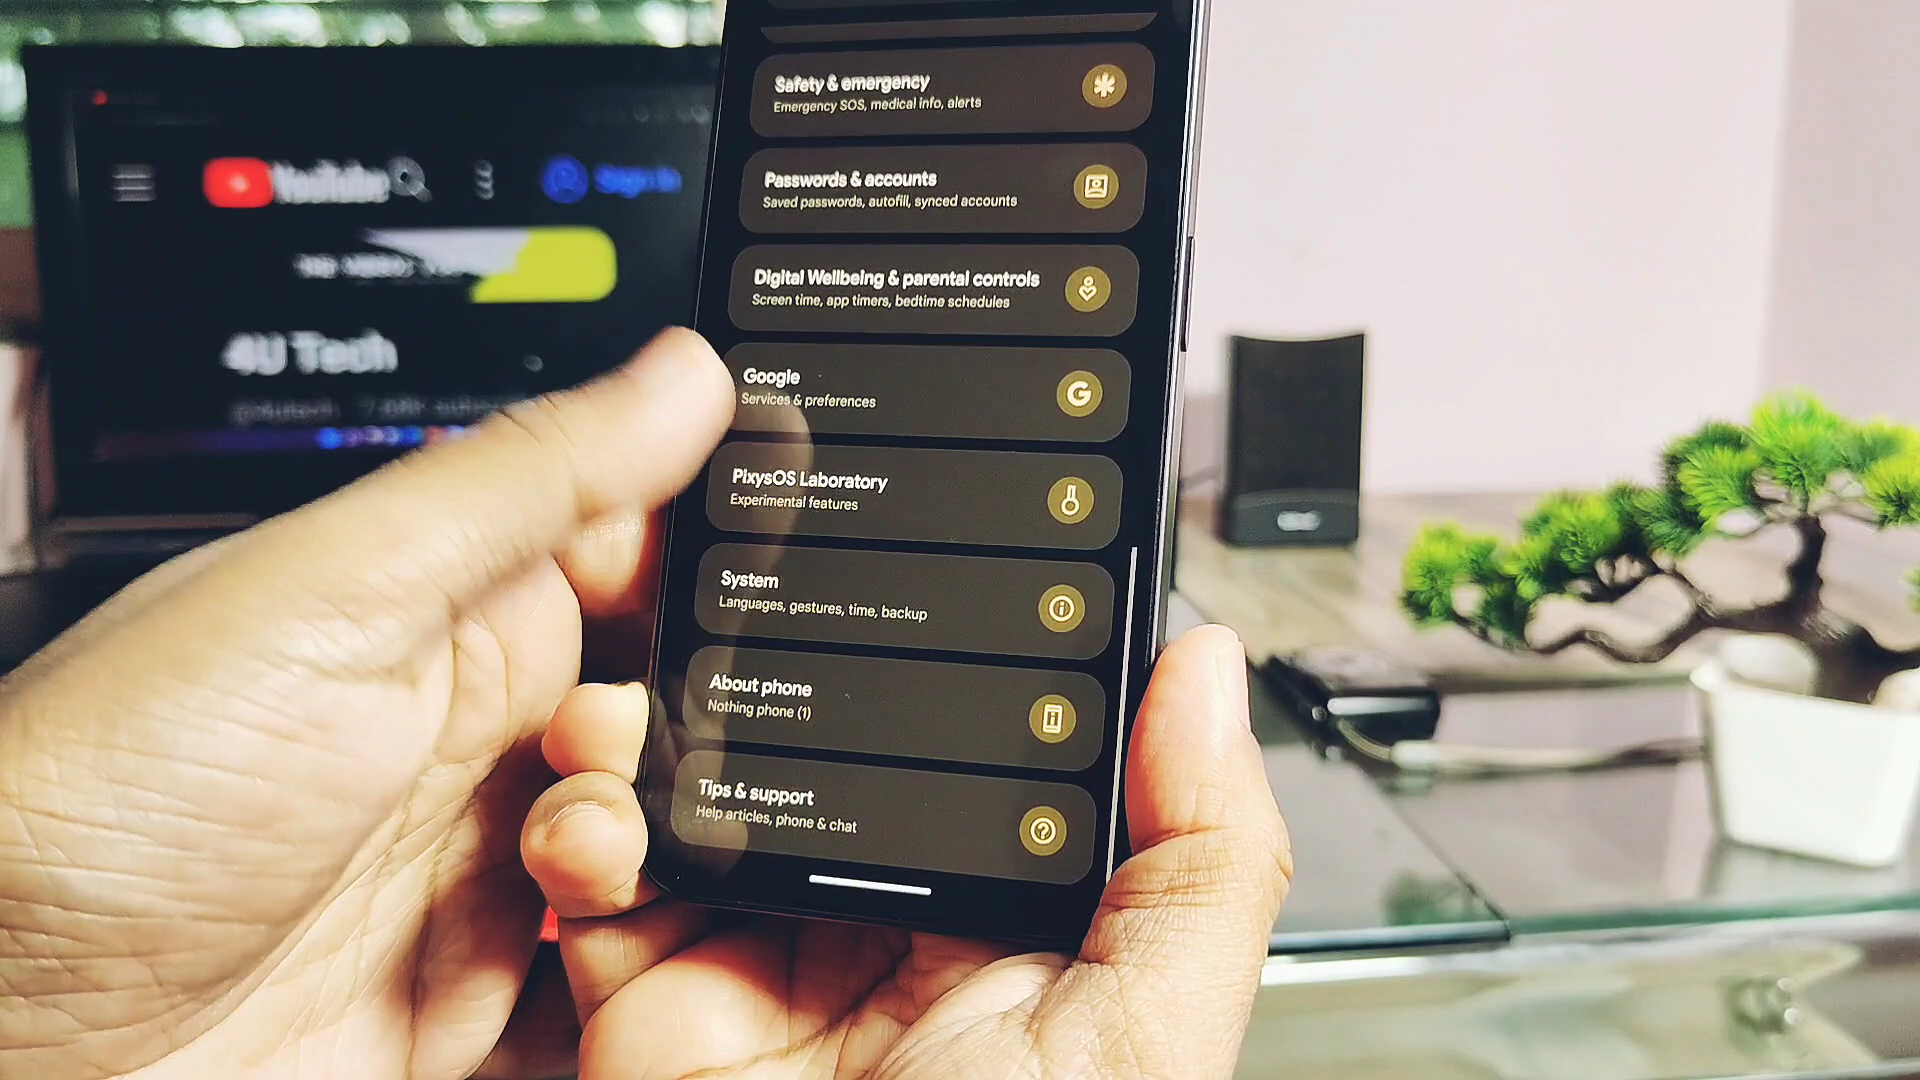 Safety & emergency
Emergency SOS, medical info, alerts
Passwords & accounts
Saved passwords, autofill, synced accounts
Digital Wellbeing & parental controls
Screen time, app timers, bedtime schedules
Google
Services & preferences
PixysOS Laboratory
Experimental features
System
Languages, gestures, time, backup
About phone
Nothing phone (1)
Tips & support
Help articles, phone & chat
YouTube
Sign in
4U Tech